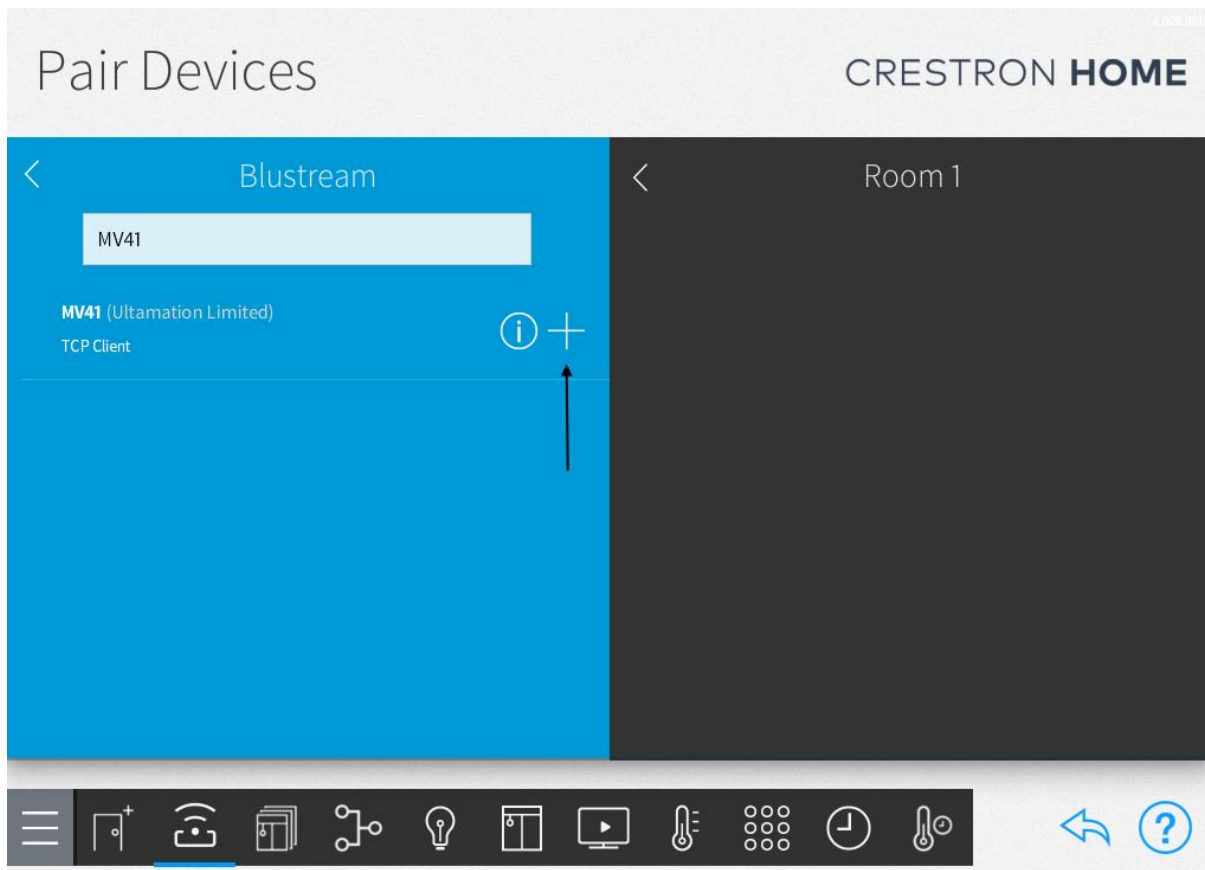 Pair Devices
CRESTRON HOME
Blustream
MV41
MV41 (Ultamation Limited)
TCP Client
i
Room 1
?